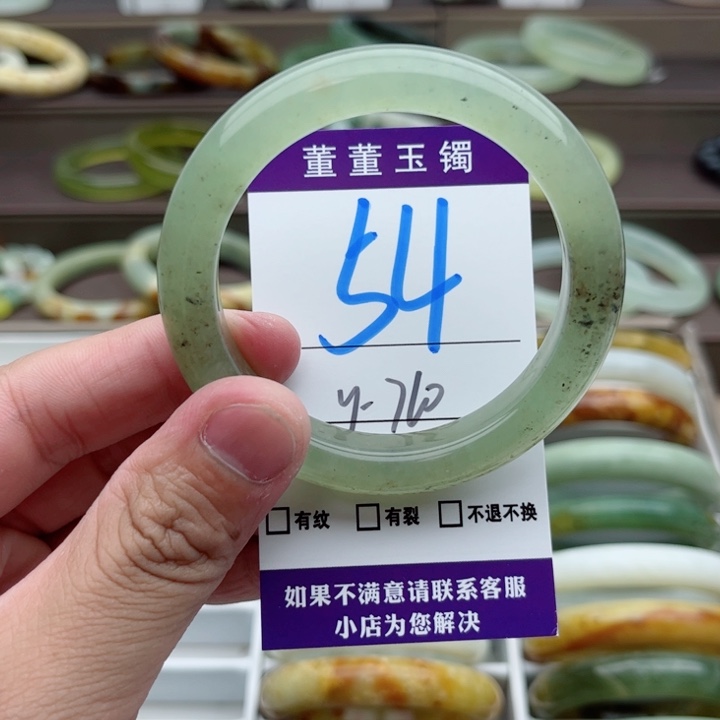 董董玉镯
54
y-760
□有纹 □有裂 □不退不换
如果不满意请联系客服
小店为您解决